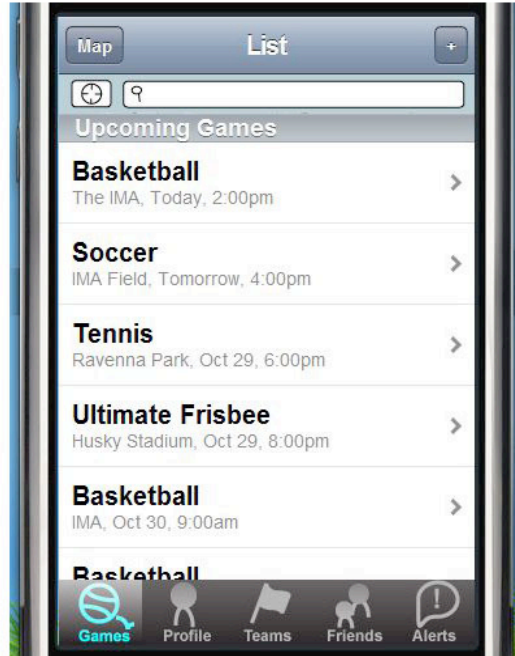 Map List +
Upcoming Games
Basketball
The IMA, Today, 2:00pm
Soccer
IMA Field, Tomorrow, 4:00pm
Tennis
Ravenna Park, Oct 29, 6:00pm
Ultimate Frisbee
Husky Stadium, Oct 29, 8:00pm
Basketball
IMA, Oct 30, 9:00am
Basketball
Games Profile Teams Friends Alerts